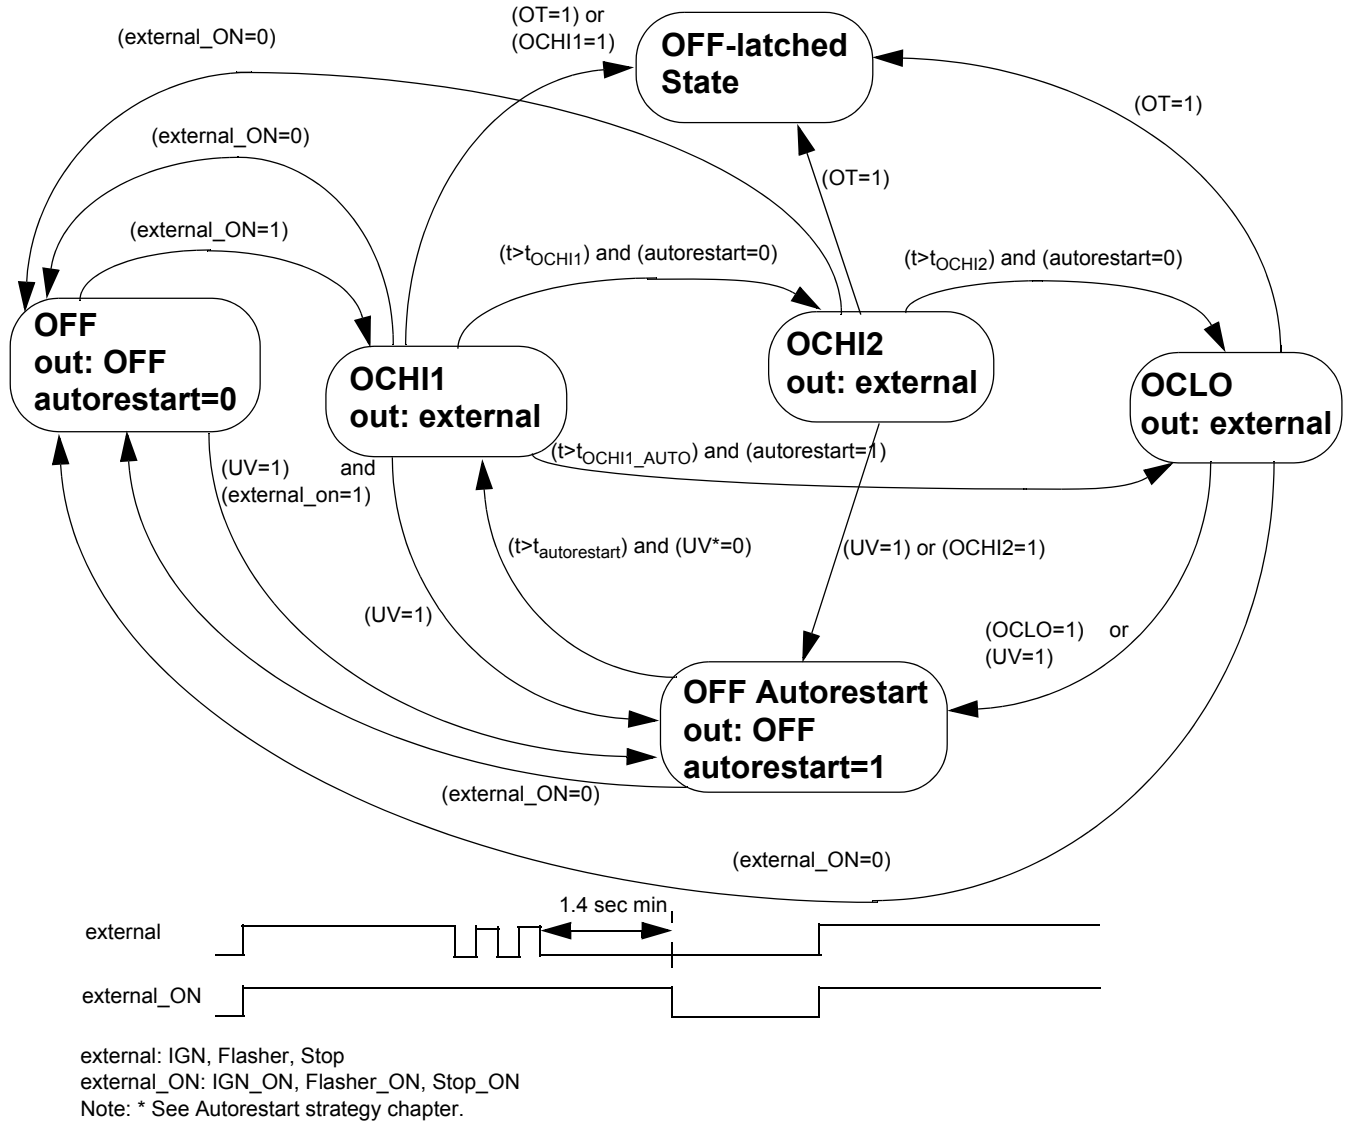 (OT=1) or
(OCHI1=1)
(external_ON=0)
OFF-latched
State
(OT=1)
(external_ON=0)
(OT=1)
(external_ON=1)
(t>tOCHI1) and (autorestart=0)
(t>tOCHI2) and (autorestart=0)
OFF
out: OFF
autorestart=0
OCHI2
out: external
OCHI1
out: external
OCLO
out: external
(t>tOCHI1_AUTO) and (autorestart=1)
(UV=1) and
(external_on=1)
(t>tautorestart) and (UV*=0)
(UV=1) or (OCHI2=1)
(UV=1)
(OCLO=1) or
(UV=1)
OFF Autorestart
out: OFF
autorestart=1
(external_ON=0)
(external_ON=0)
1.4 sec min
external
external_ON
external: IGN, Flasher, Stop
external_ON: IGN_ON, Flasher_ON, Stop_ON
Note: * See Autorestart strategy chapter.